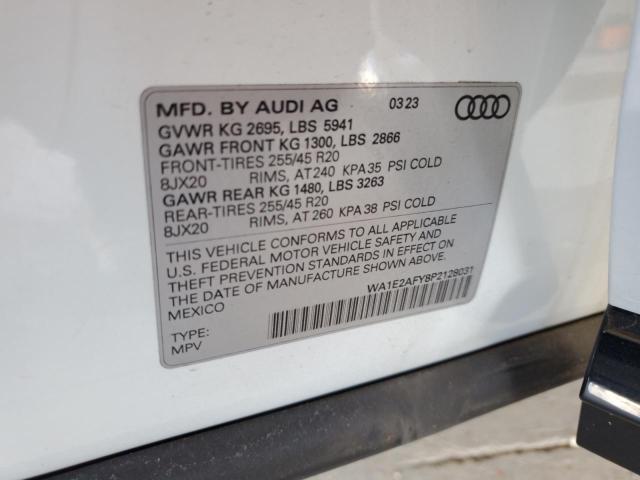 MFD. BY AUDI AG 03 23
GVWR KG 2695, LBS 5941
GAWR FRONT KG 1300, LBS 2866
FRONT-TIRES 255/45 R20
8JX20 RIMS, AT 240 KPA 35 PSI COLD
GAWR REAR KG 1480, LBS 3263
REAR-TIRES 255/45 R20
8JX20 RIMS, AT 260 KPA 38 PSI COLD
THIS VEHICLE CONFORMS TO ALL APPLICABLE
U.S. FEDERAL MOTOR VEHICLE SAFETY AND
THEFT PREVENTION STANDARDS IN EFFECT ON
THE DATE OF MANUFACTURE SHOWN ABOVE
MEXICO WA1E2AFY8P2128031
TYPE:
MPV